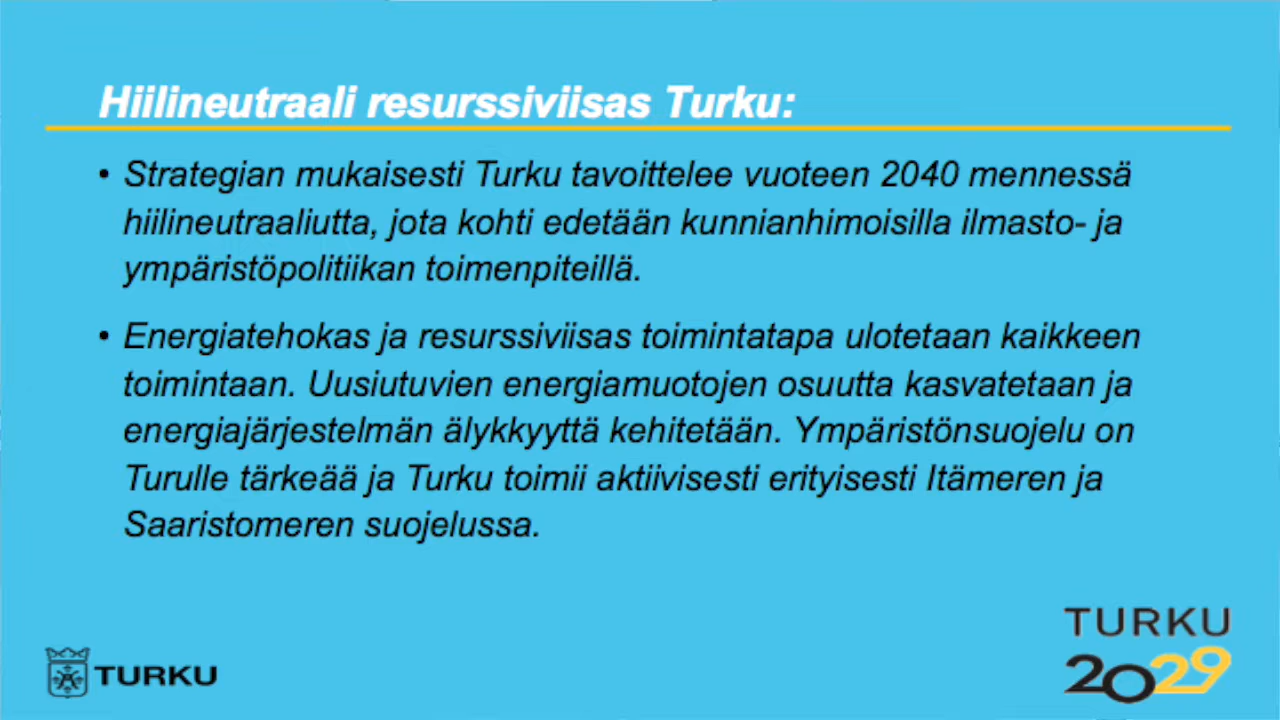 Hiilineutraali resurssiviisas Turku:
• Strategian mukaisesti Turku tavoittelee vuoteen 2040 mennessä
hiilineutraaliutta, jota kohti edetään kunnianhimoisilla ilmasto- ja
ympäristöpolitiikan toimenpiteillä.
• Energiatehokas ja resurssiviisas toimintatapa ulotetaan kaikkeen
toimintaan. Uusiutuvien energiamuotojen osuutta kasvatetaan ja
energiajärjestelmän älykkyyttä kehitetään. Ympäristönsuojelu on
Turulle tärkeää ja Turku toimii aktiivisesti erityisesti Itämeren ja
Saaristomeren suojelussa.
TURKU
TURKU
2029